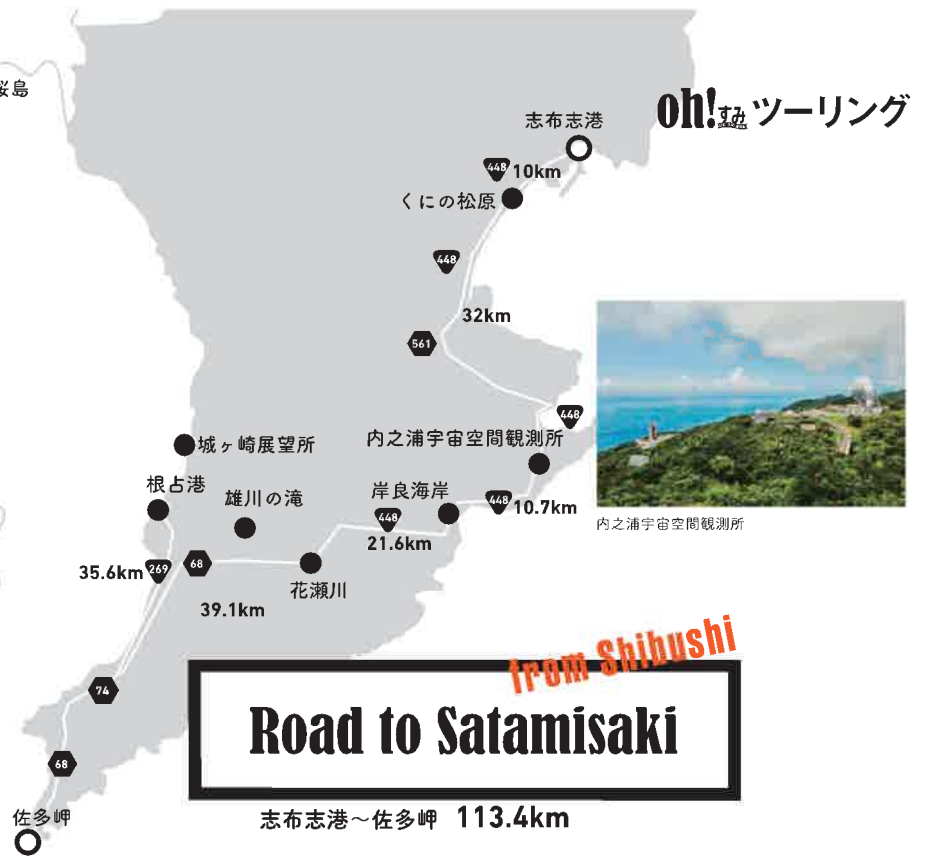 桜島
oh!すみツーリング
志布志港
448
10km
くにの松原
448
32km
561
448
城ヶ崎展望所
内之浦宇宙空間観測所
根占港
雄川の滝
岸良海岸
448
10.7km
内之浦宇宙空間観測所
448
21.6km
35.6km
269
68
花瀬川
39.1km
from Shibushi
74
Road to Satamisaki
68
佐多岬
志布志港～佐多岬 113.4km